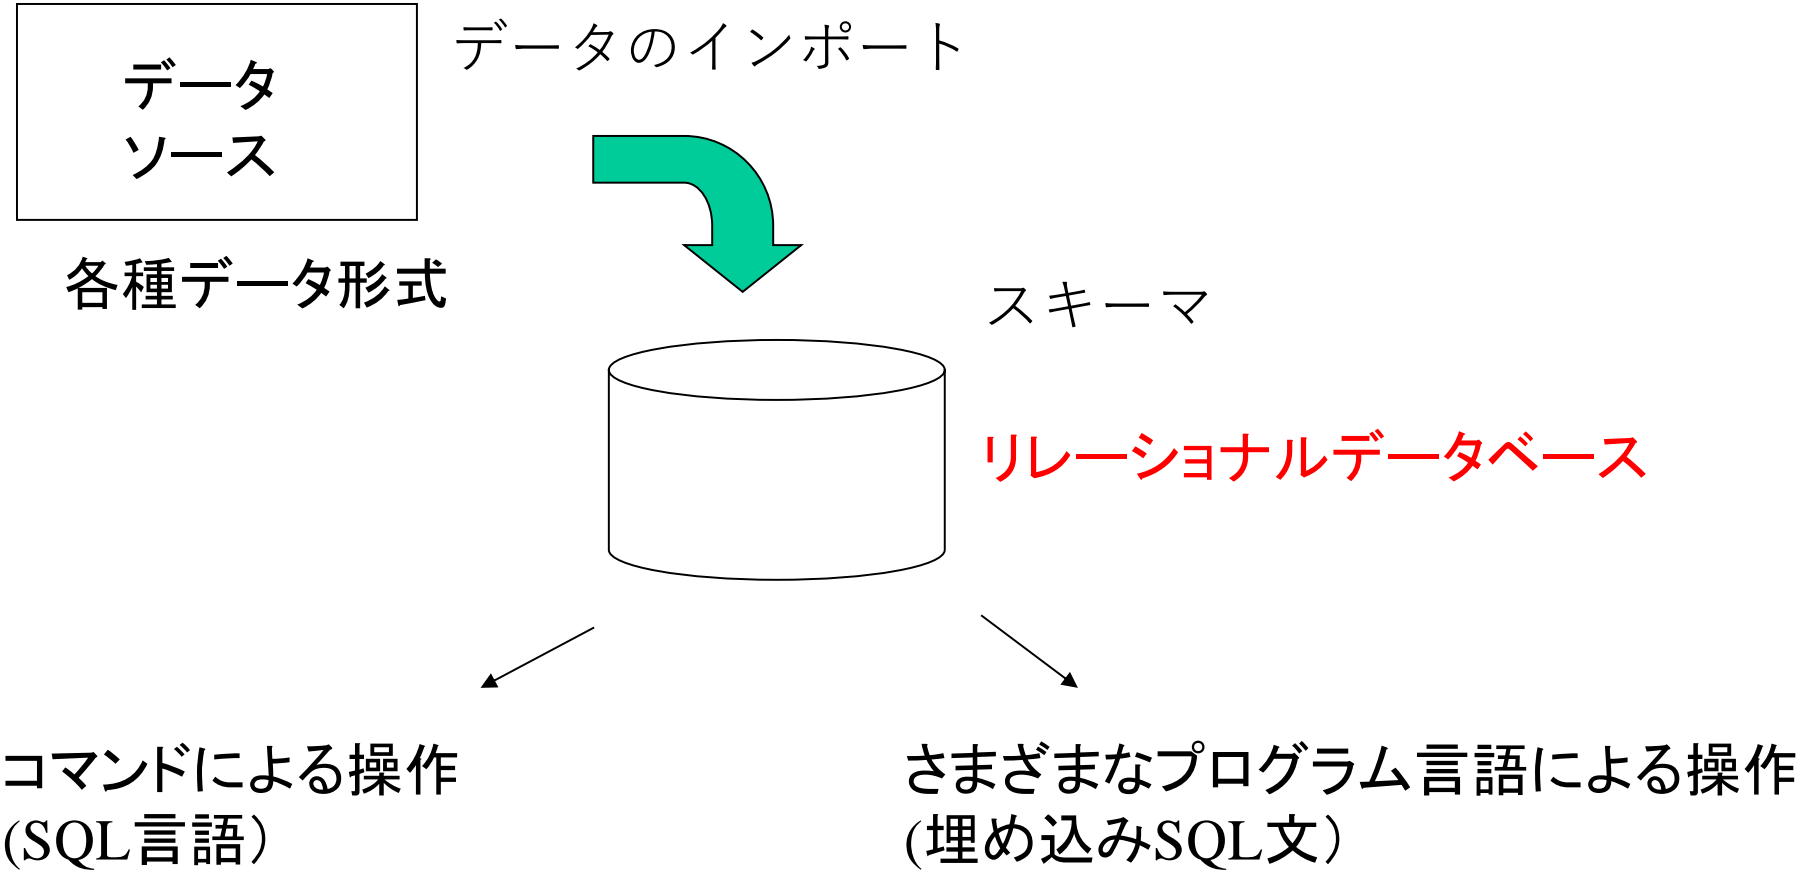 データ
ソース
データのインポート
各種データ形式
スキーマ
リレーショナルデータベース
コマンドによる操作
(SQL言語）
さまざまなプログラム言語による操作
(埋め込みSQL文）